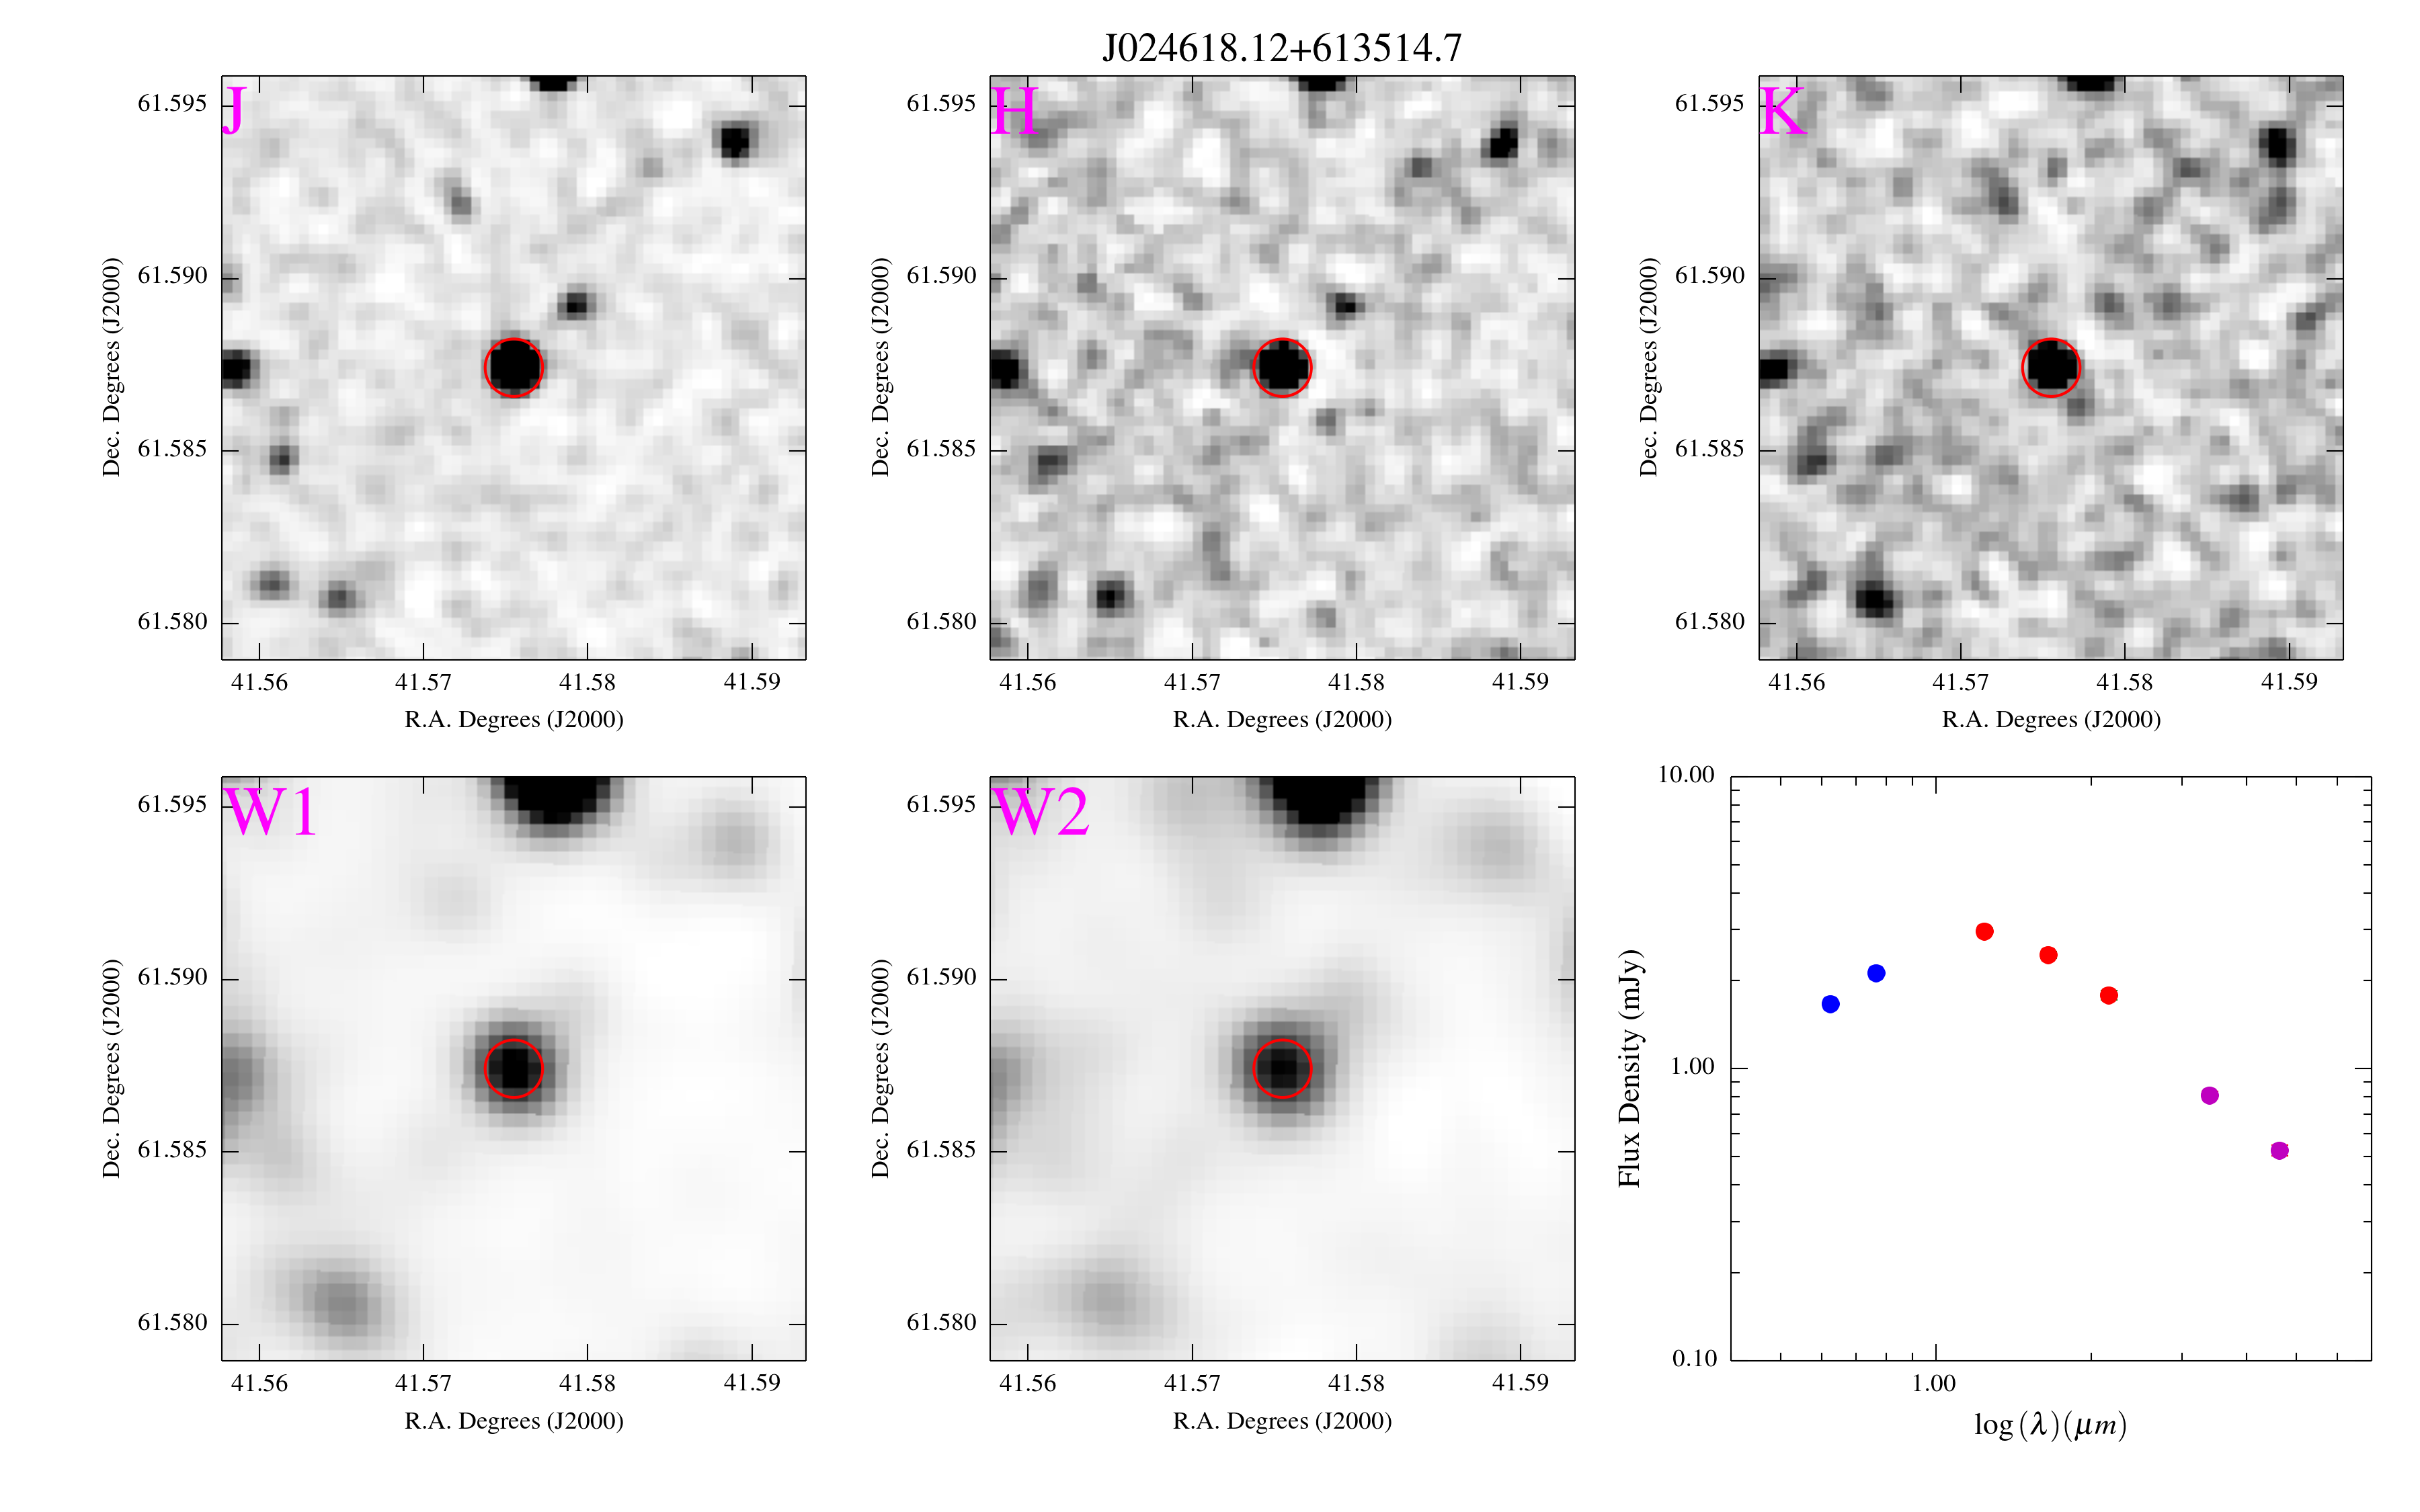 J024618.12+613514.7
J
61.595
61.590
61.585
61.580
Dec. Degrees (J2000)
41.56 41.57 41.58 41.59
R.A. Degrees (J2000)
H
61.595
61.590
61.585
61.580
Dec. Degrees (J2000)
41.56 41.57 41.58 41.59
R.A. Degrees (J2000)
K
61.595
61.590
61.585
61.580
Dec. Degrees (J2000)
41.56 41.57 41.58 41.59
R.A. Degrees (J2000)
W1
61.595
61.590
61.585
61.580
Dec. Degrees (J2000)
41.56 41.57 41.58 41.59
R.A. Degrees (J2000)
W2
61.595
61.590
61.585
61.580
Dec. Degrees (J2000)
41.56 41.57 41.58 41.59
R.A. Degrees (J2000)
10.00
1.00
0.10
Flux Density (mJy)
1.00
log (λ)(μm)